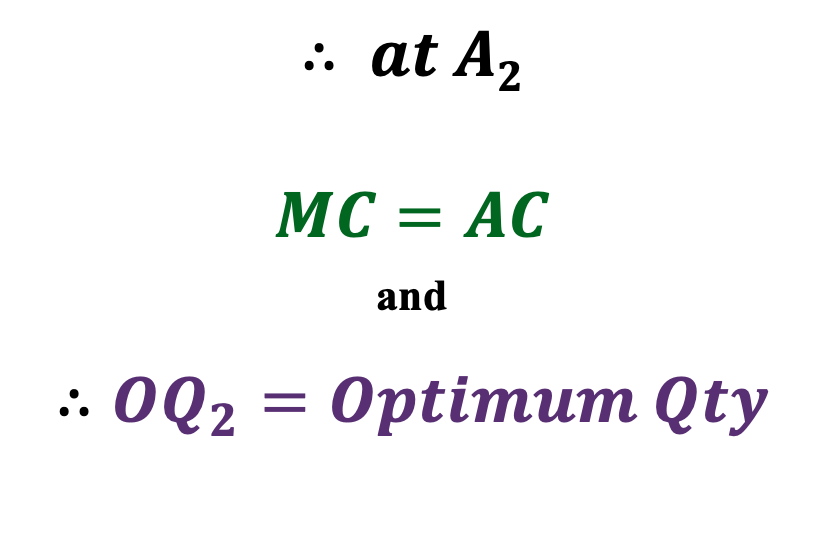 ∴ at A₂
MC = AC
and
∴ OQ₂ = Optimum Qty